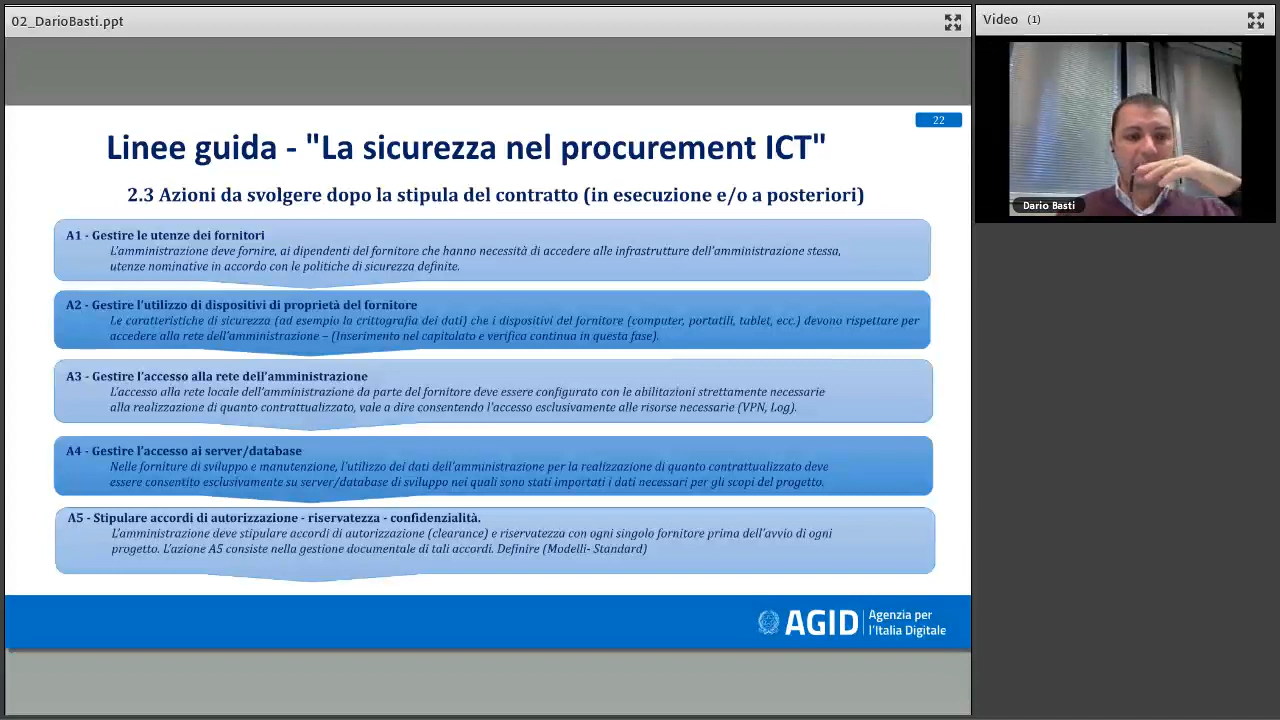 02_DarioBasti.ppt
Video (1)
22
Linee guida - "La sicurezza nel procurement ICT"
2.3 Azioni da svolgere dopo la stipula del contratto (in esecuzione e/o a posteriori)
A1 - Gestire le utenze dei fornitori
L'amministrazione deve fornire, ai dipendenti del fornitore che hanno necessità di accedere alle infrastrutture dell'amministrazione stessa,
utenze nominative in accordo con le politiche di sicurezza definite.
A2 - Gestire l'utilizzo di dispositivi di proprietà del fornitore
Le caratteristiche di sicurezza (ad esempio la crittografia dei dati) che i dispositivi del fornitore (computer, portatili, tablet, ecc.) devono rispettare per
accedere alla rete dell'amministrazione – (Inserimento nel capitolato e verifica continua in questa fase).
A3 - Gestire l'accesso alla rete dell'amministrazione
L'accesso alla rete locale dell'amministrazione da parte del fornitore deve essere configurato con le abilitazioni strettamente necessarie
alla realizzazione di quanto contrattualizzato, vale a dire consentendo l'accesso esclusivamente alle risorse necessarie (VPN, Log).
A4 - Gestire l'accesso ai server/database
Nelle forniture di sviluppo e manutenzione, l'utilizzo dei dati dell'amministrazione per la realizzazione di quanto contrattualizzato deve
essere consentito esclusivamente su server/database di sviluppo nei quali sono stati importati i dati necessari per gli scopi del progetto.
A5 - Stipulare accordi di autorizzazione - riservatezza - confidenzialità.
L'amministrazione deve stipulare accordi di autorizzazione (clearance) e riservatezza con ogni singolo fornitore prima dell'avvio di ogni
progetto. L'azione A5 consiste nella gestione documentale di tali accordi. Definire (Modelli- Standard)
AGID
Agenzia per
l'Italia Digitale
Dario Basti